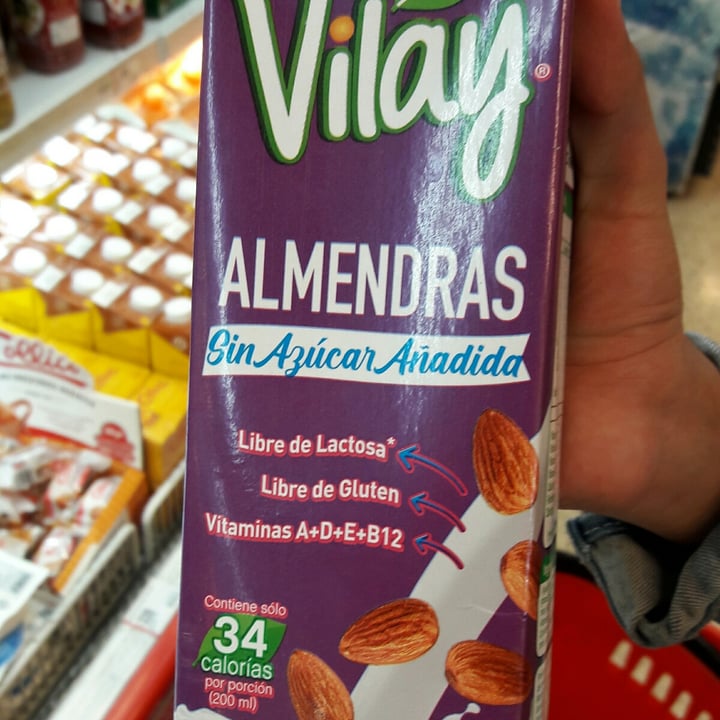 Vilay®
ALMENDRAS
Sin Azúcar Añadida
Libre de Lactosa*
Libre de Gluten
Vitaminas A+D+E+B12
Contiene sólo
34
calorías
por porción
(200 ml)